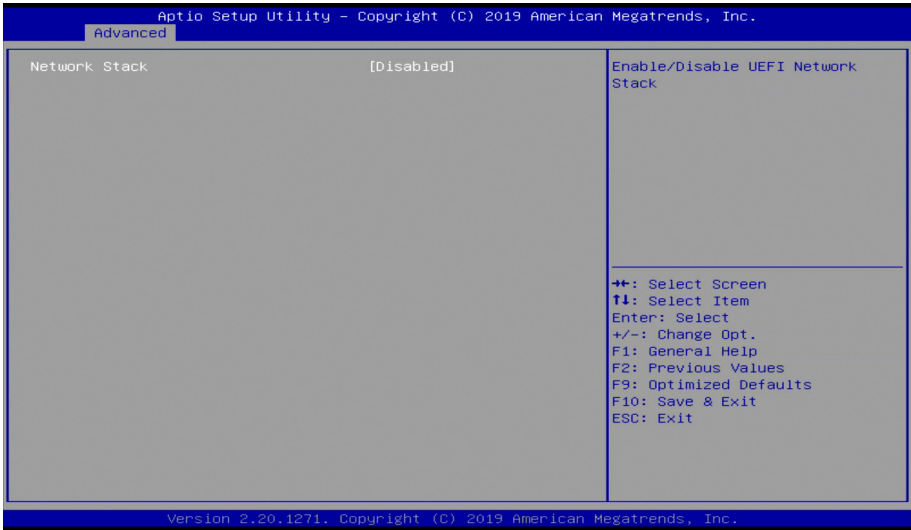 Aptio Setup Utility – Copyright (C) 2019 American Megatrends, Inc.
Advanced
Network Stack [Disabled]
Enable/Disable UEFI Network
Stack
→←: Select Screen
↑↓: Select Item
Enter: Select
+/-: Change Opt.
F1: General Help
F2: Previous Values
F9: Optimized Defaults
F10: Save & Exit
ESC: Exit
Version 2.20.1271. Copyright (C) 2019 American Megatrends, Inc.